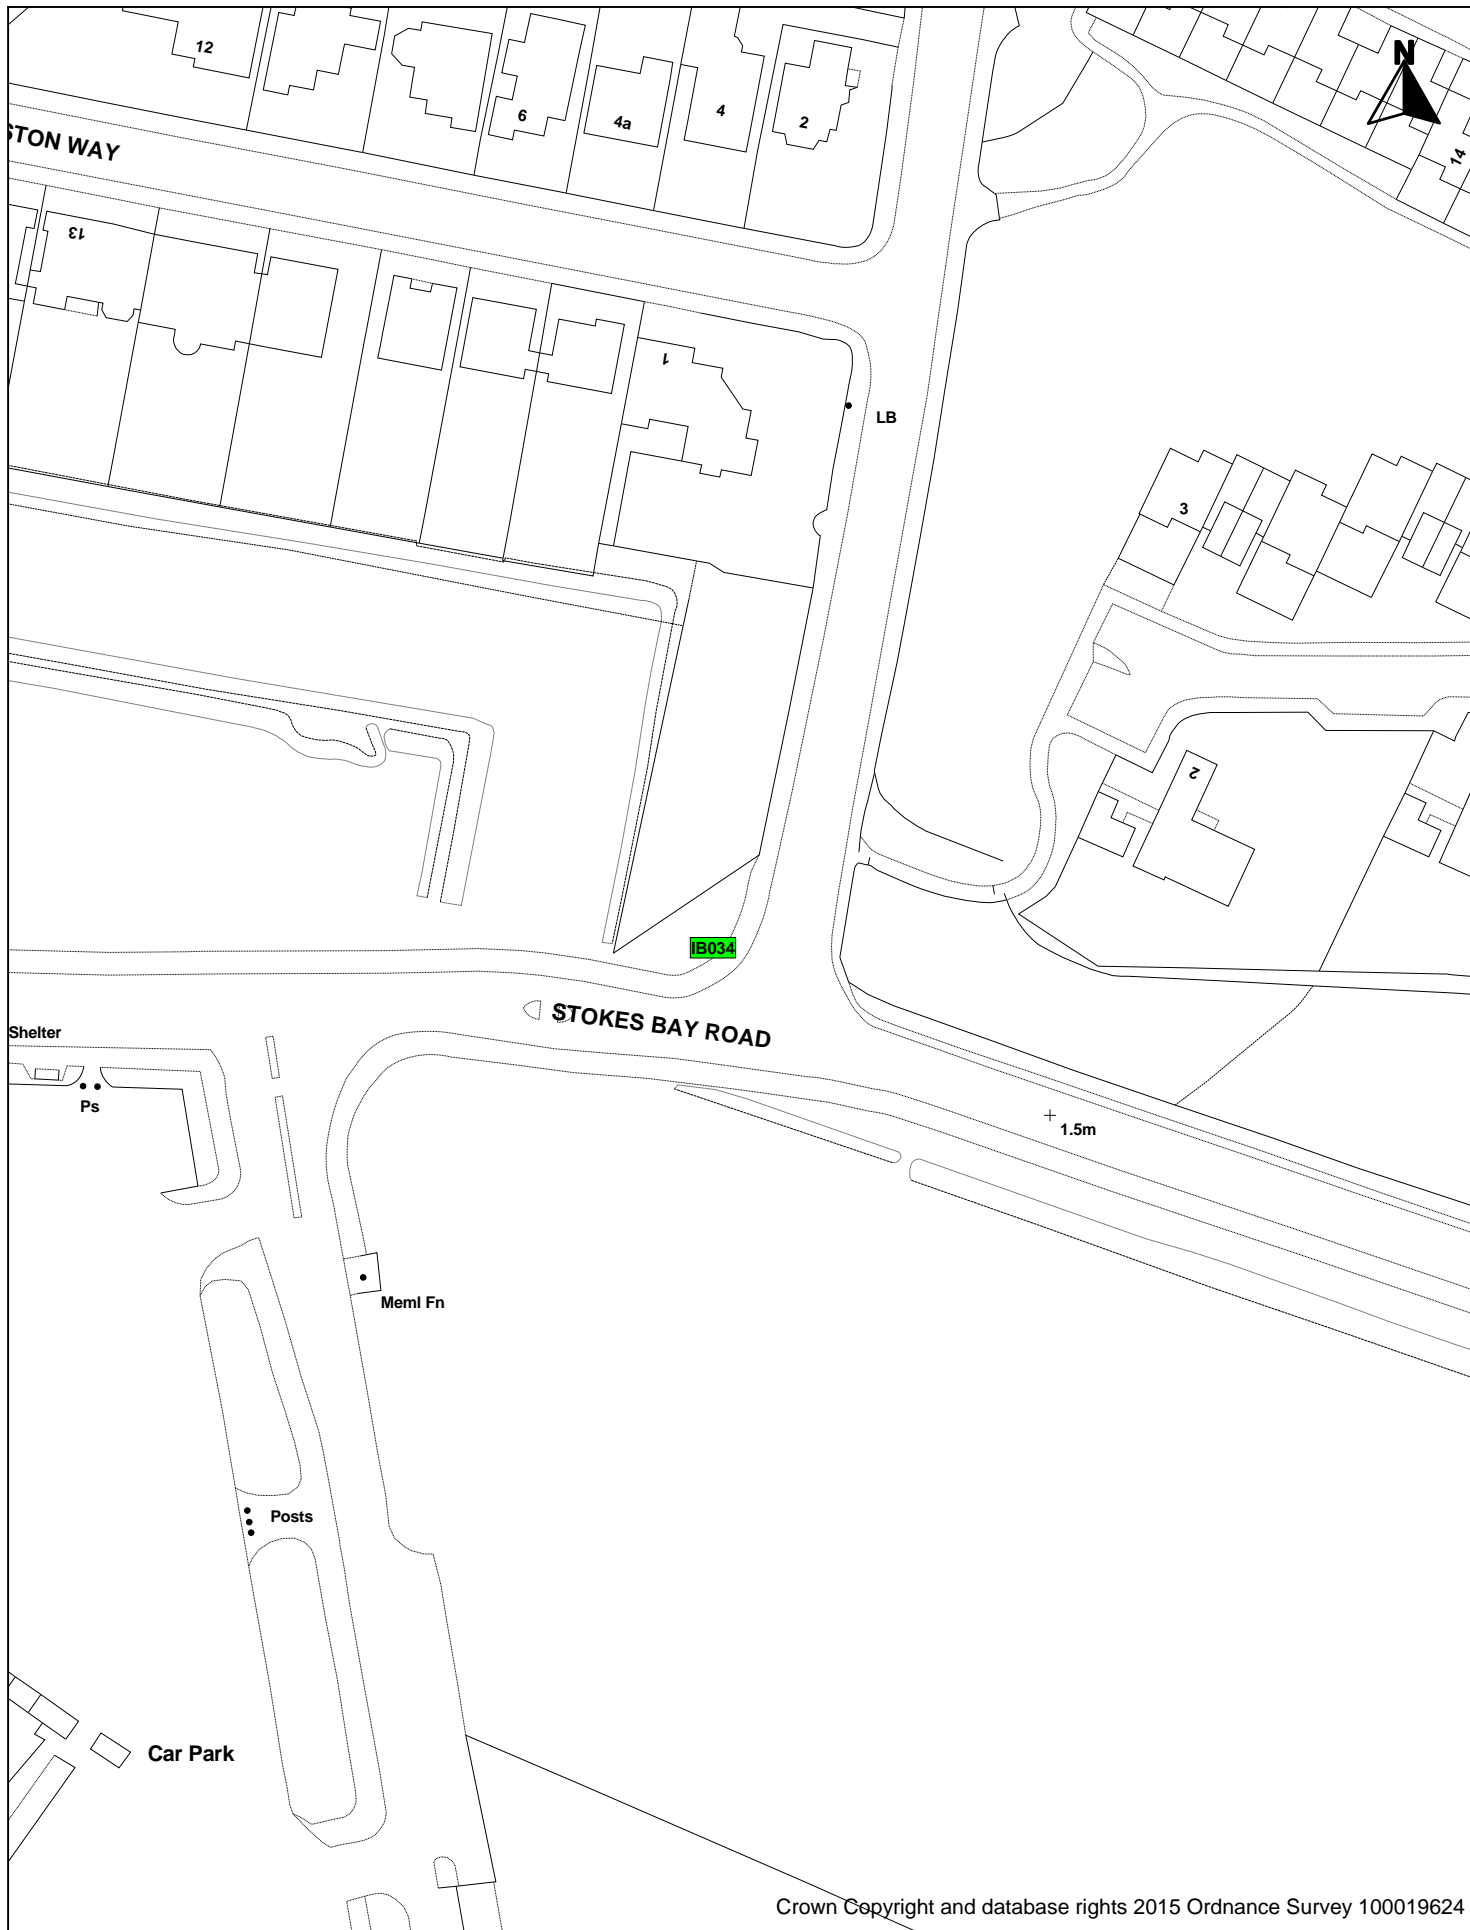 N
12
6
4a
4
2
14
STON WAY
13
1
LB
3
2
IB034
STOKES BAY ROAD
Shelter
Ps
1.5m
Meml Fn
Posts
Car Park
Crown Copyright and database rights 2015 Ordnance Survey 100019624